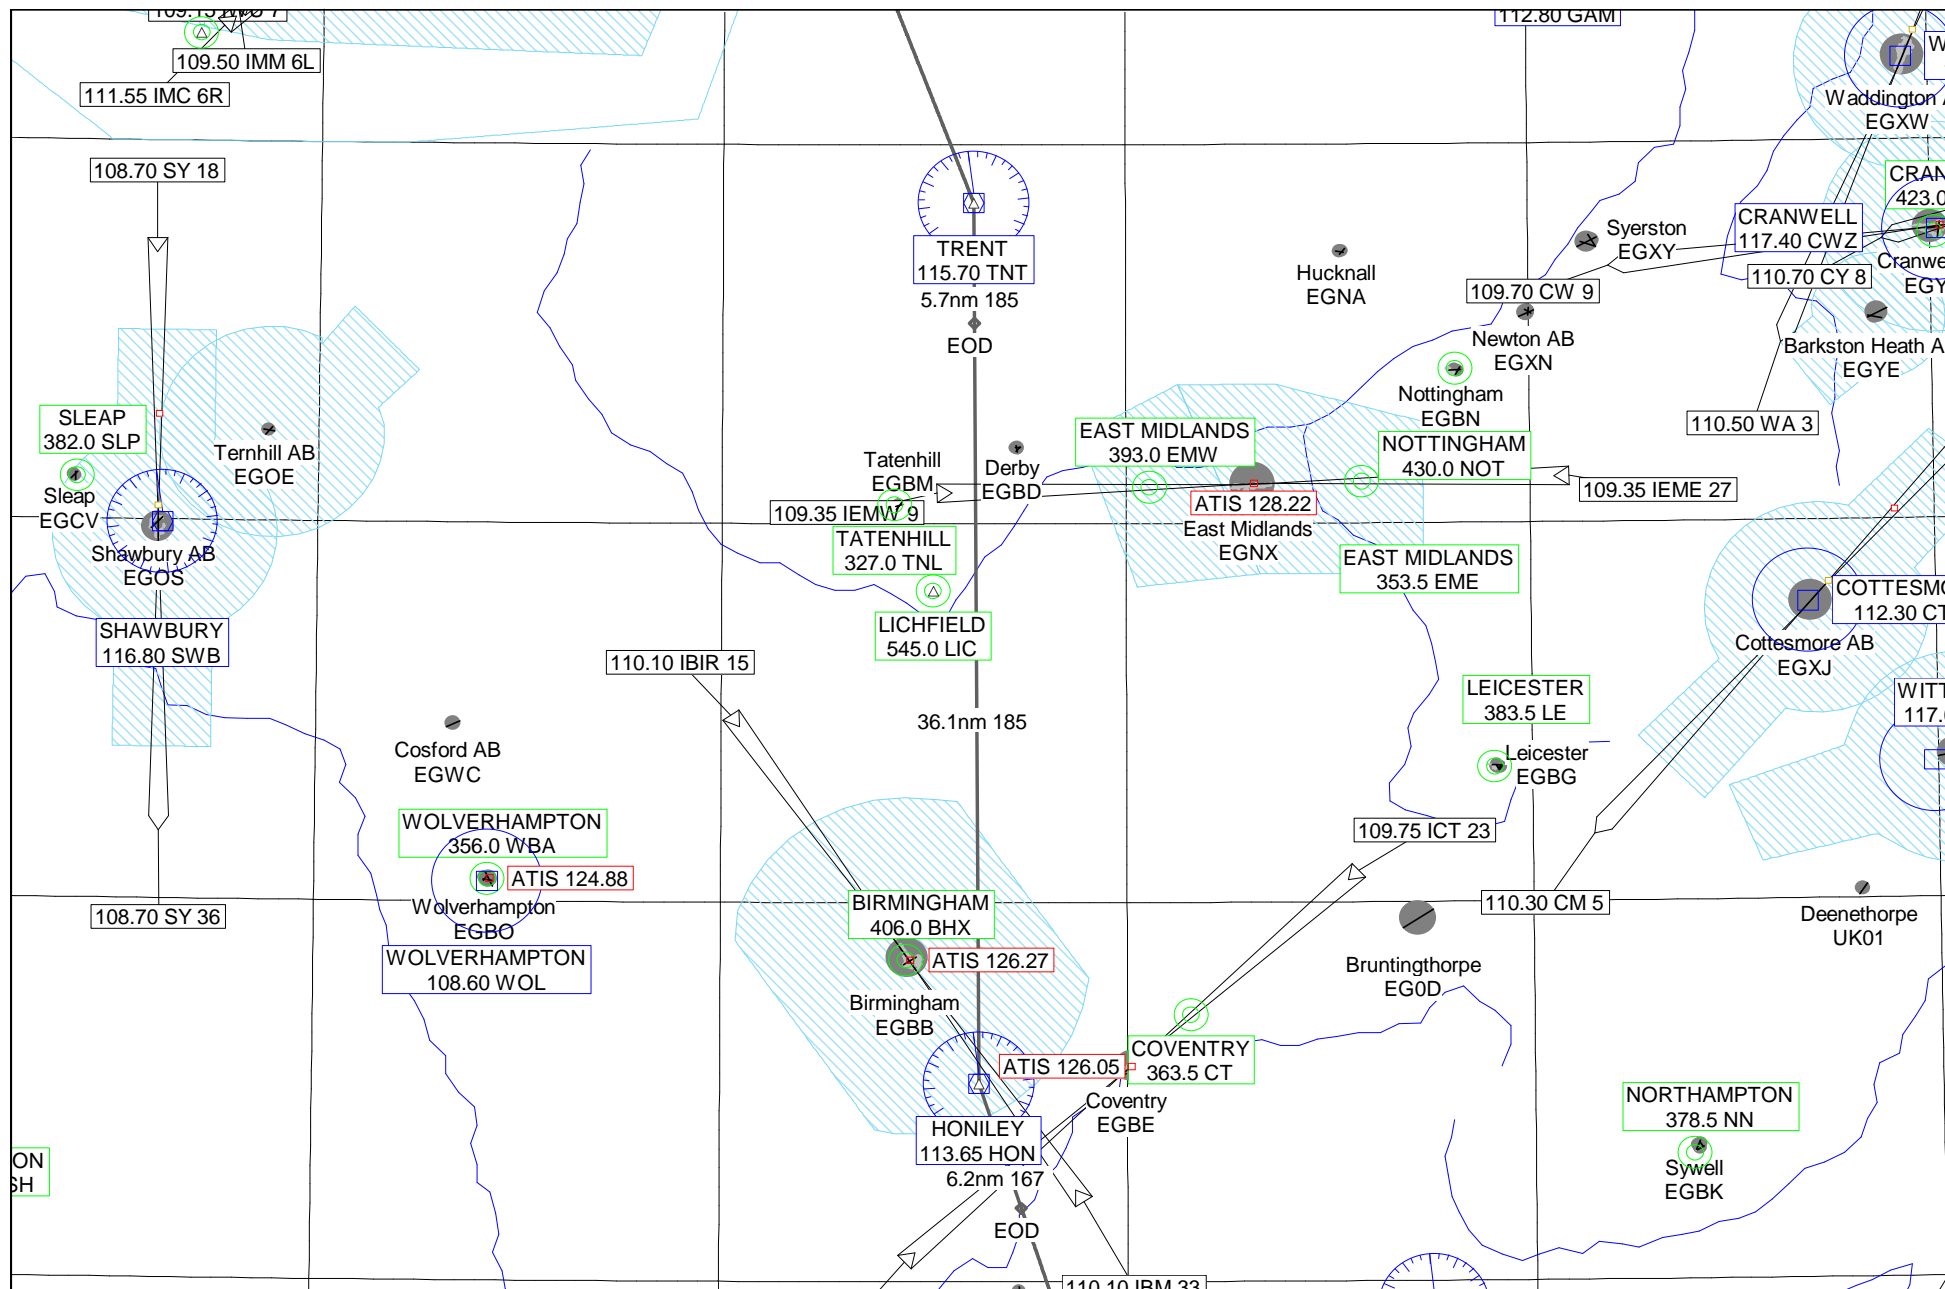 109.50 IMM 6L
111.55 IMC 6R
112.80 GAM
Waddington
EGXW
108.70 SY 18
TRENT
115.70 TNT
5.7nm 185
EOD
Hucknall
EGNA
Syerston
EGXY
CRANWELL
117.40 CWZ
423.0
110.70 CY 8
109.70 CW 9
Newton AB
EGXN
Barkston Heath A
EGYE
Nottingham
EGBN
110.50 WA 3
SLEAP
382.0 SLP
Sleap
EGCV
Ternhill AB
EGOE
Shawbury AB
EGOS
SHAWBURY
116.80 SWB
Tatenhill
EGBM
Derby
EGBD
EAST MIDLANDS
393.0 EMW
NOTTINGHAM
430.0 NOT
109.35 IEME 27
109.35 IEMW 9
ATIS 128.22
East Midlands
EGNX
EAST MIDLANDS
353.5 EME
TATENHILL
327.0 TNL
LICHFIELD
545.0 LIC
110.10 IBIR 15
36.1nm 185
112.30 CT
Cottesmore AB
EGXJ
LEICESTER
383.5 LE
Leicester
EGBG
Cosford AB
EGWC
WOLVERHAMPTON
356.0 WBA
ATIS 124.88
Wolverhampton
EGBO
WOLVERHAMPTON
108.60 WOL
108.70 SY 36
109.75 ICT 23
110.30 CM 5
Deenethorpe
UK01
BIRMINGHAM
406.0 BHX
ATIS 126.27
Birmingham
EGBB
Bruntingthorpe
EG0D
ATIS 126.05
COVENTRY
363.5 CT
Coventry
EGBE
HONILEY
113.65 HON
6.2nm 167
EOD
NORTHAMPTON
378.5 NN
Sywell
EGBK
110.10 IBM 33